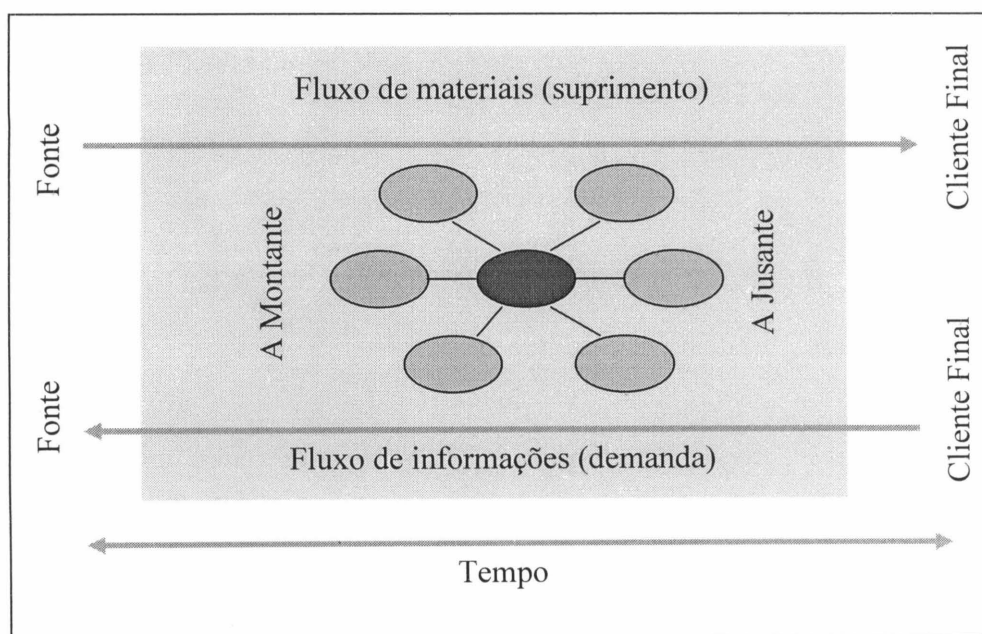 Fluxo de materiais (suprimento)
Fonte
Cliente Final
A Montante
A Jusante
Fonte
Cliente Final
Fluxo de informações (demanda)
Tempo